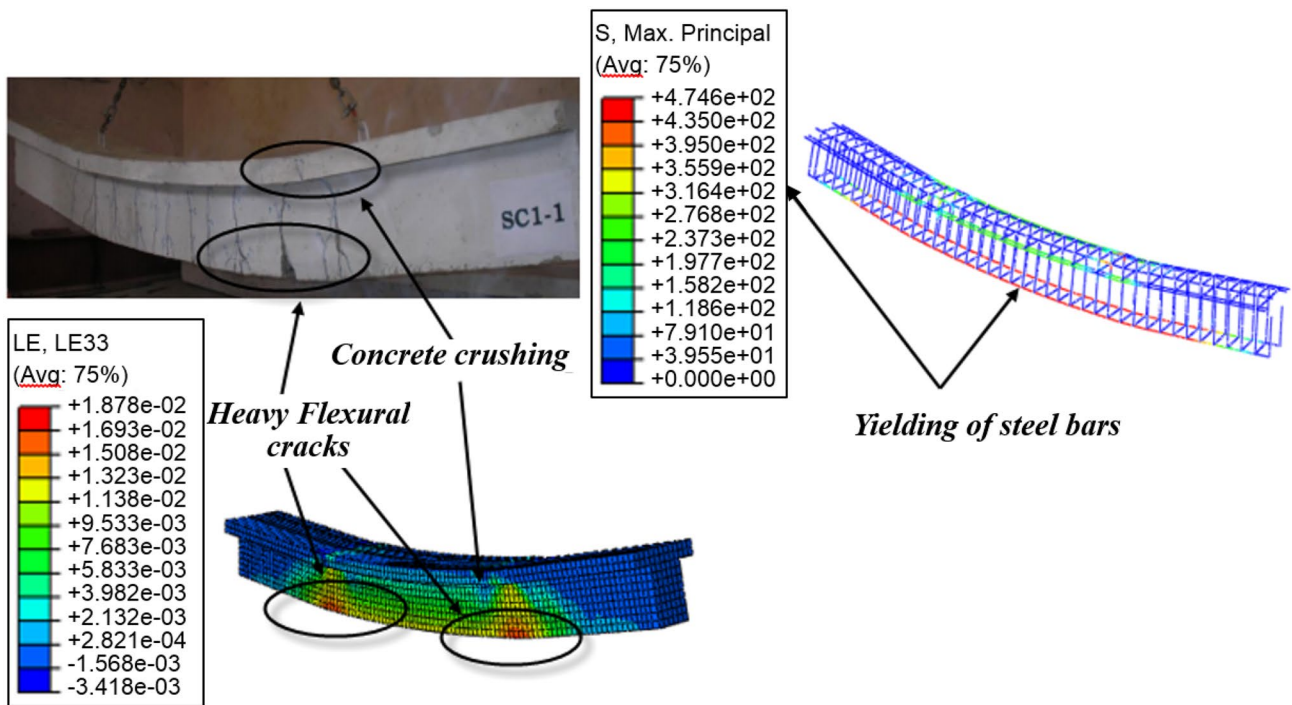 S, Max. Principal
(Avg: 75%)
+4.746e+02
+4.350e+02
+3.950e+02
+3.559e+02
+3.164e+02
+2.768e+02
+2.373e+02
+1.977e+02
+1.582e+02
+1.186e+02
+7.910e+01
+3.955e+01
+0.000e+00
SC1-1
Concrete crushing
Heavy Flexural
cracks
Yielding of steel bars
LE, LE33
(Avg: 75%)
+1.878e-02
+1.693e-02
+1.508e-02
+1.323e-02
+1.138e-02
+9.533e-03
+7.683e-03
+5.833e-03
+3.982e-03
+2.132e-03
+2.821e-04
-1.568e-03
-3.418e-03